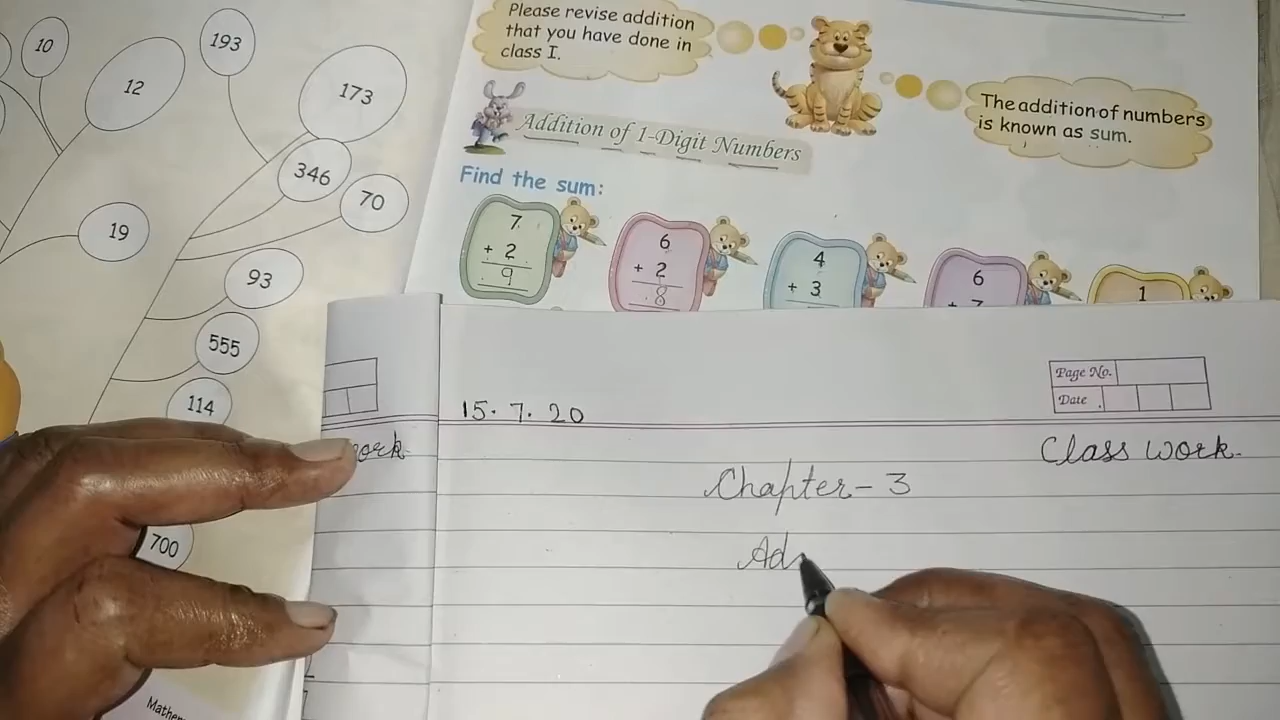 10
193
12
173
346
70
19
93
555
114
700
Please revise addition
that you have done in
class I.
The addition of numbers
is known as sum.
Addition of 1-Digit Numbers
Find the sum:
7
+ 2
9
6
+ 2
8
4
+ 3
6
1
Page No.
Date
15. 7. 20
Class work.
Chapter - 3
Ad